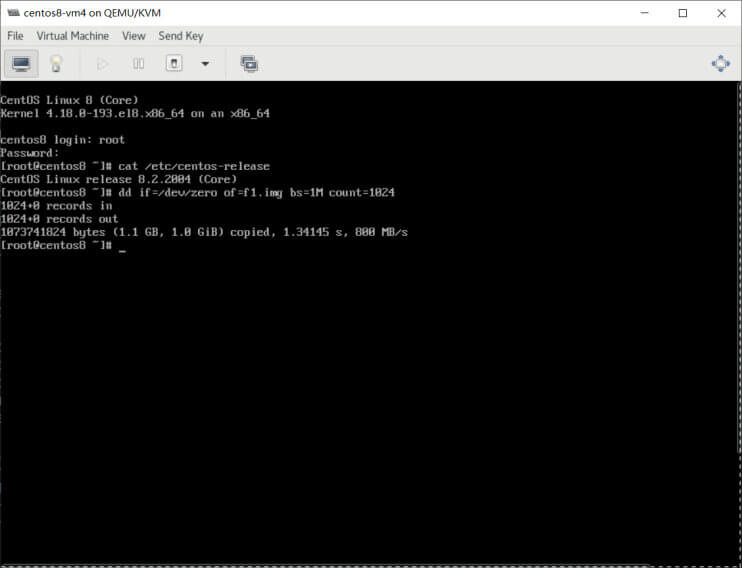 centos8-vm4 on QEMU/KVM
File Virtual Machine View Send Key
CentOS Linux 8 (Core)
Kernel 4.18.0-193.el8.x86_64 on an x86_64
centos8 login: root
Password:
[root@centos8 ~]# cat /etc/centos-release
CentOS Linux release 8.2.2004 (Core)
[root@centos8 ~]# dd if=/dev/zero of=f1.img bs=1M count=1024
1024+0 records in
1024+0 records out
1073741824 bytes (1.1 GB, 1.0 GiB) copied, 1.34145 s, 800 MB/s
[root@centos8 ~]# _